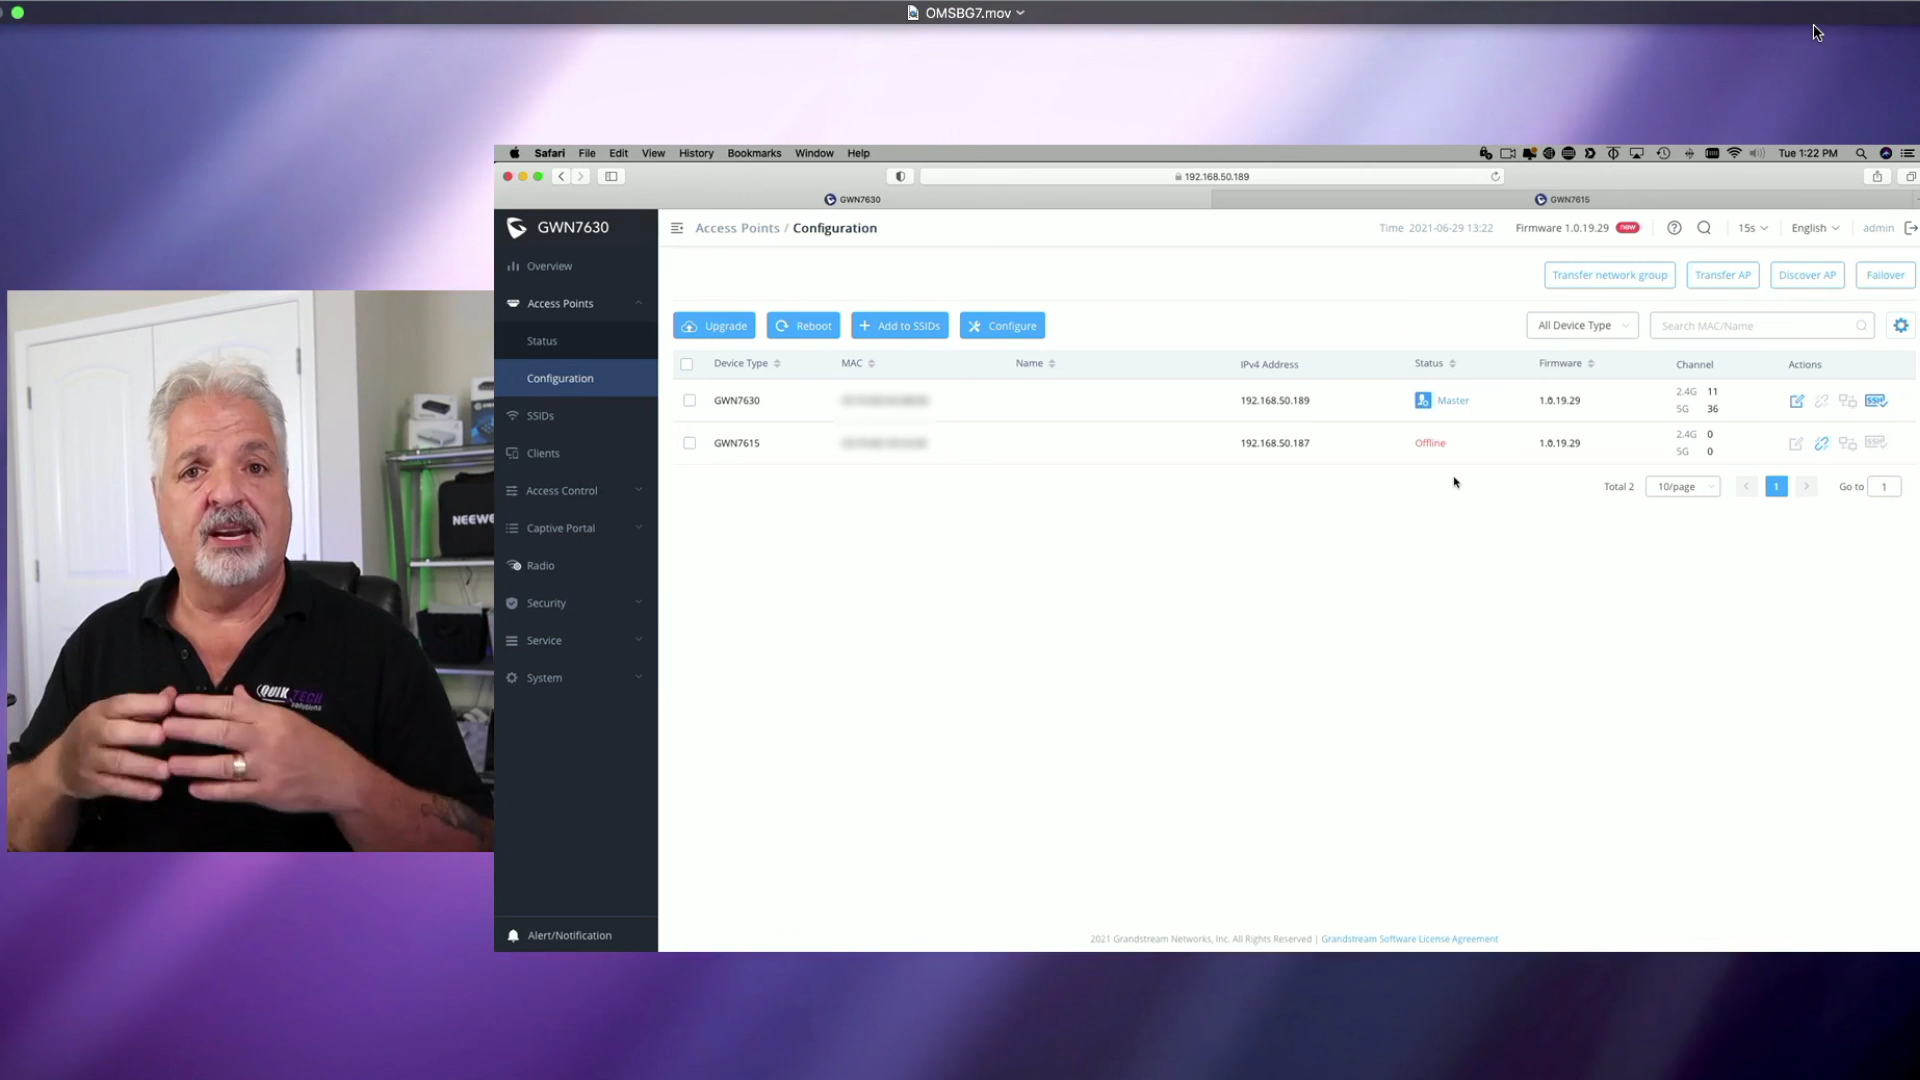 OMSBG7.mov
Safari File Edit View History Bookmarks Window Help
Tue 1:22 PM
192.168.50.189
GWN7630
GWN7615
GWN7630
Access Points / Configuration
Time 2021-06-29 13:22
Firmware 1.0.19.29 new
15s
English
admin
Overview
Access Points
Status
Configuration
SSIDs
Clients
Access Control
Captive Portal
Radio
Security
Service
System
Alert/Notification
Transfer network group
Transfer AP
Discover AP
Failover
Upgrade
Reboot
Add to SSIDs
Configure
All Device Type
Search MAC/Name
Device Type MAC Name IPv4 Address Status Firmware Channel Actions
GWN7630 192.168.50.189 Master 1.0.19.29 2.4G 11
5G 36
SSH
GWN7615 192.168.50.187 Offline 1.0.19.29 2.4G 0
5G 0
SSH
Total 2 10/page 1 Go to 1
2021 Grandstream Networks, Inc. All Rights Reserved | Grandstream Software License Agreement
NEEWE
QUIK TECH
solutions